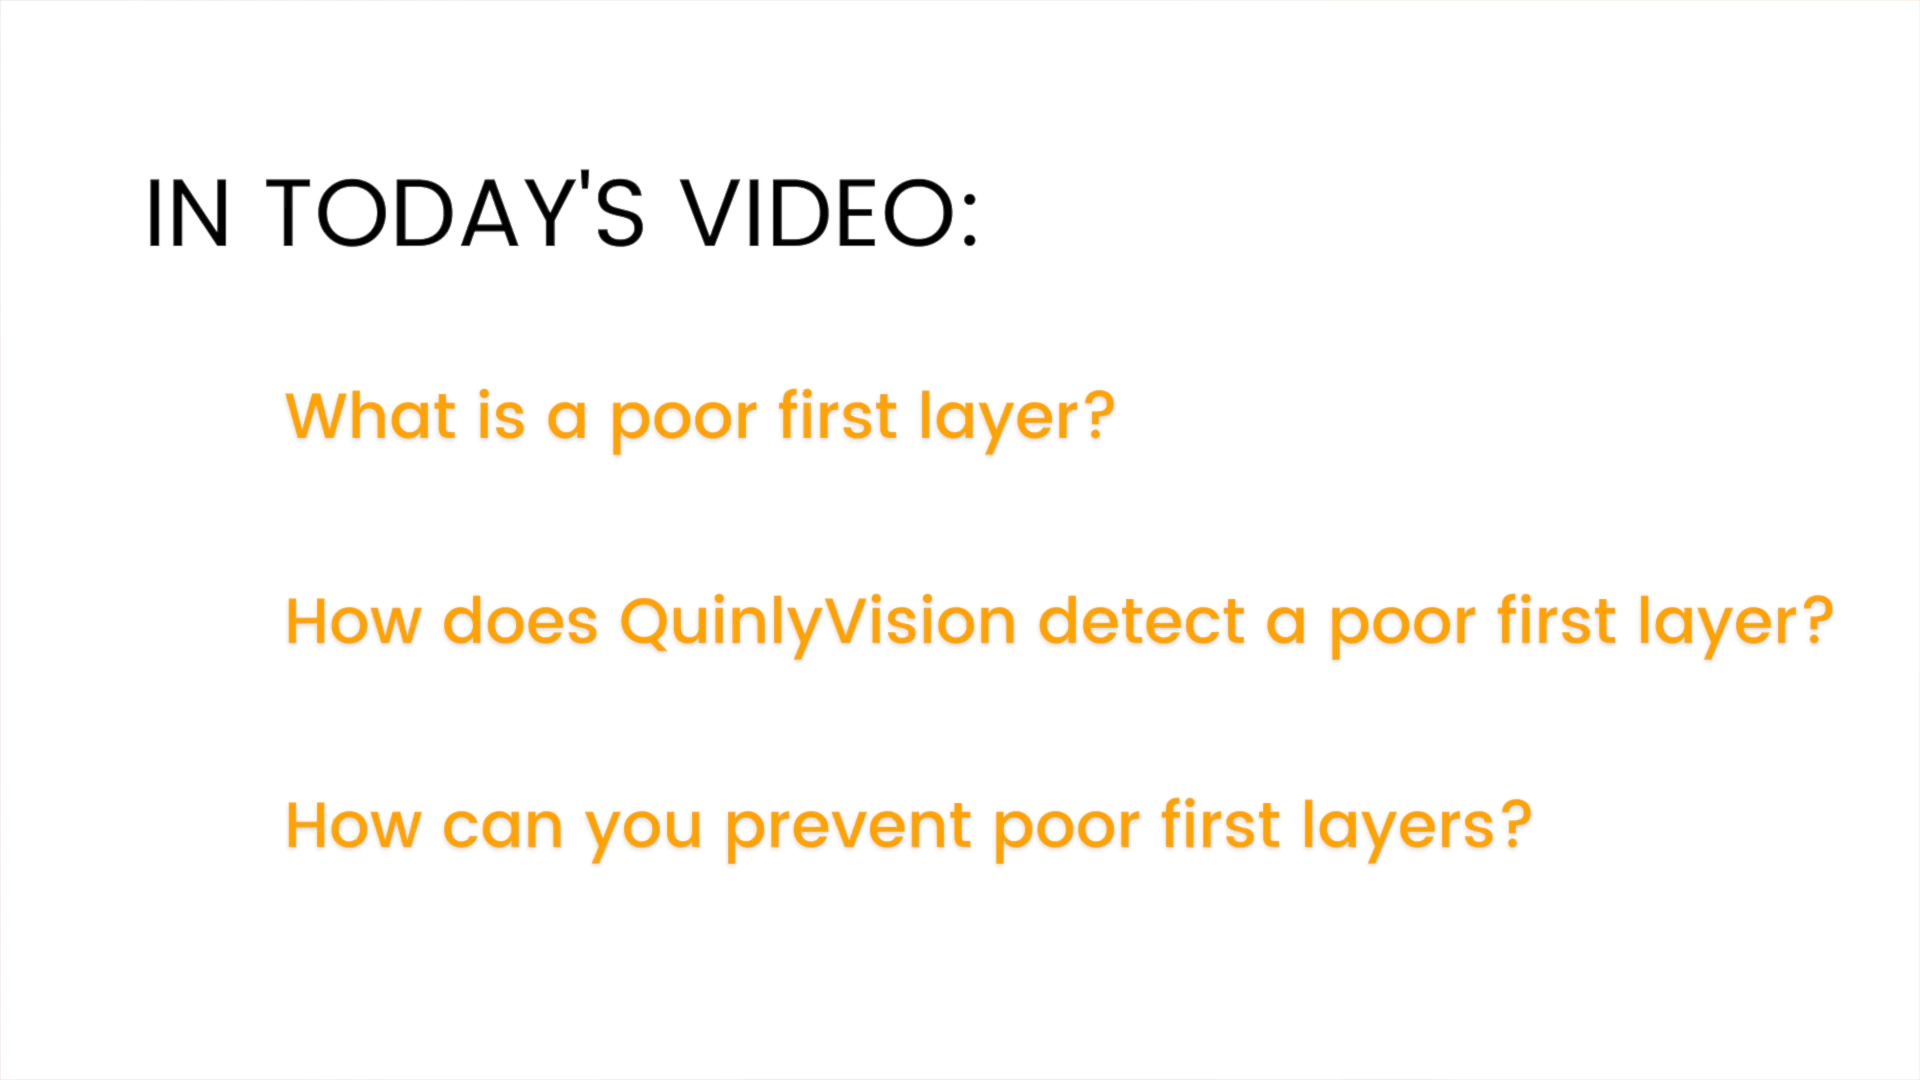 IN TODAY'S VIDEO:
What is a poor first layer?
How does QuinlyVision detect a poor first layer?
How can you prevent poor first layers?